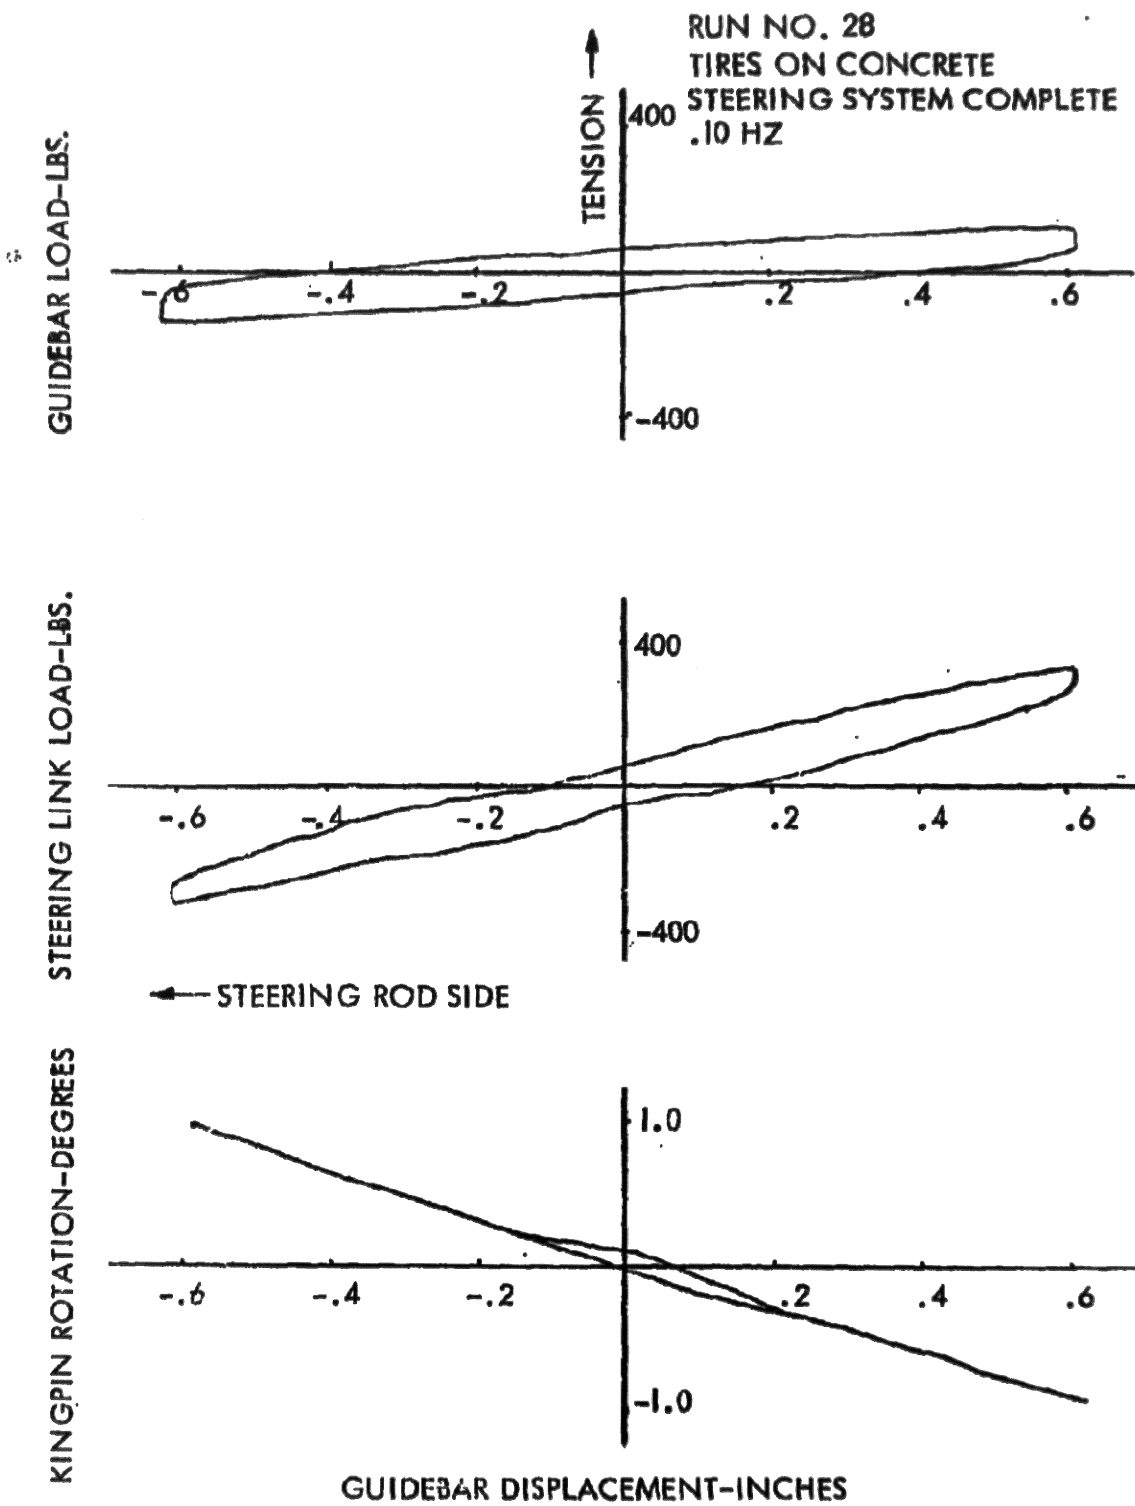 RUN NO. 28
TIRES ON CONCRETE
STEERING SYSTEM COMPLETE
.10 HZ
TENSION
400
GUIDEBAR LOAD-LBS.
-.6 -.4 -.2 .2 .4 .6
-400
STEERING LINK LOAD-LBS.
400
-.6 -.4 -.2 .2 .4 .6
-400
STEERING ROD SIDE
KINGPIN ROTATION-DEGREES
1.0
-.6 -.4 -.2 .2 .4 .6
-1.0
GUIDEBAR DISPLACEMENT-INCHES